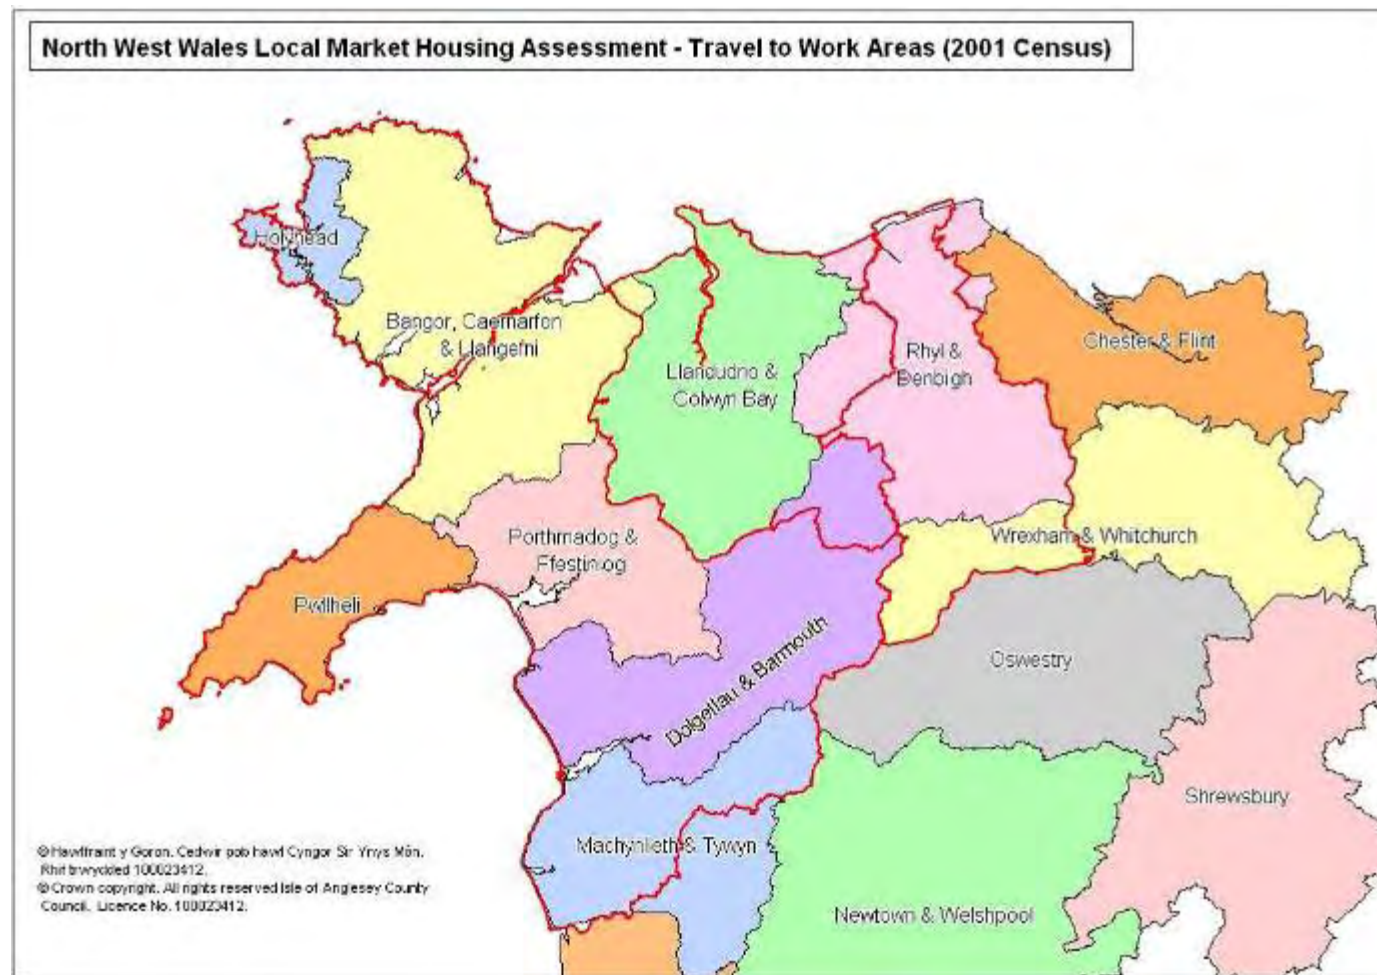 North West Wales Local Market Housing Assessment - Travel to Work Areas (2001 Census)
Holyhead
Bangor, Caernarfon
& Llangefni
Llandudno &
Colwyn Bay
Rhyl &
Denbigh
Chester & Flint
Porthmadog &
Ffestiniog
Wrexham & Whitchurch
Pwllheli
Oswestry
Dolgellau & Barmouth
Shrewsbury
Machynlleth & Tywyn
Newtown & Welshpool
© Hawlfraint y Goron. Cedwir pob hawl Cyngor Sir Ynys Môn.
Rhif trwydded 100023412.
© Crown copyright. All rights reserved Isle of Anglesey County
Council. Licence No. 100023412.